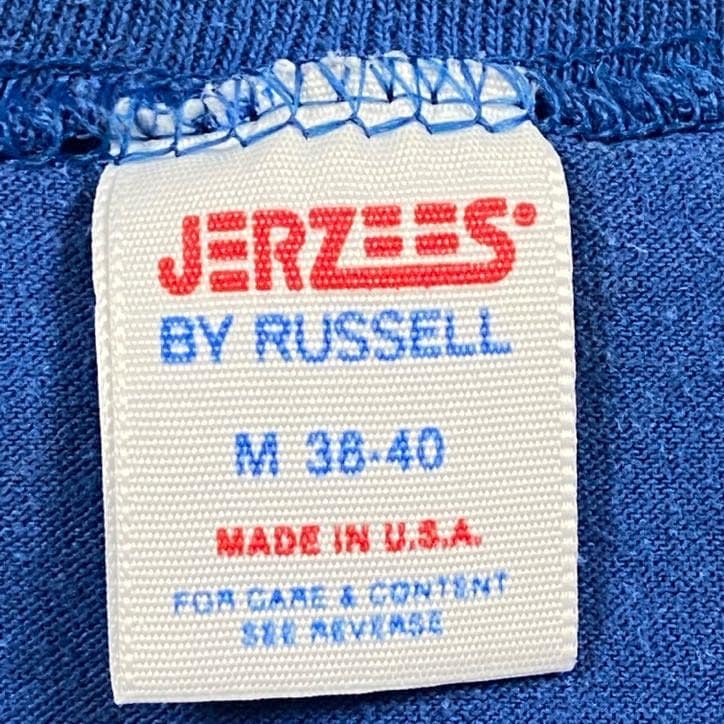 JERZEES
BY RUSSELL
M 38-40
MADE IN U.S.A.
FOR CARE & CONTENT
SEE REVERSE